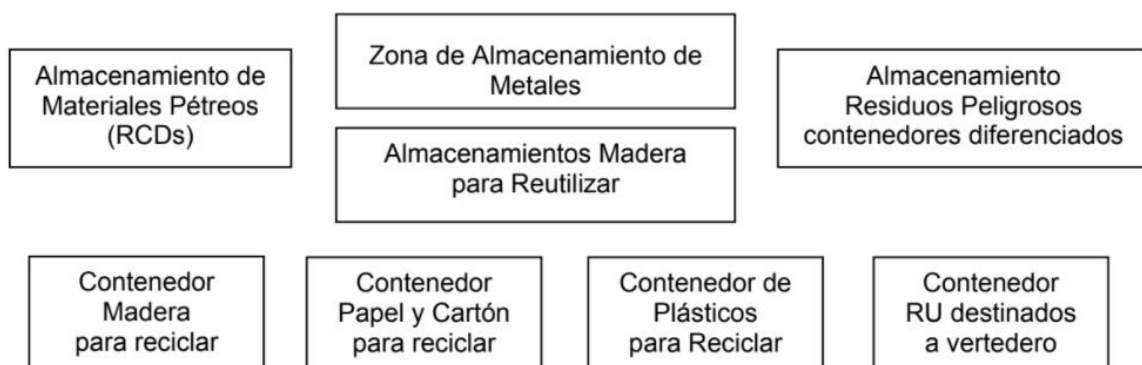 Almacenamiento de
Materiales Pétreos
(RCDs)
Zona de Almacenamiento de
Metales
Almacenamientos Madera
para Reutilizar
Almacenamiento
Residuos Peligrosos
contenedores diferenciados
Contenedor
Madera
para reciclar
Contenedor
Papel y Cartón
para reciclar
Contenedor de
Plásticos
para Reciclar
Contenedor
RU destinados
a vertedero